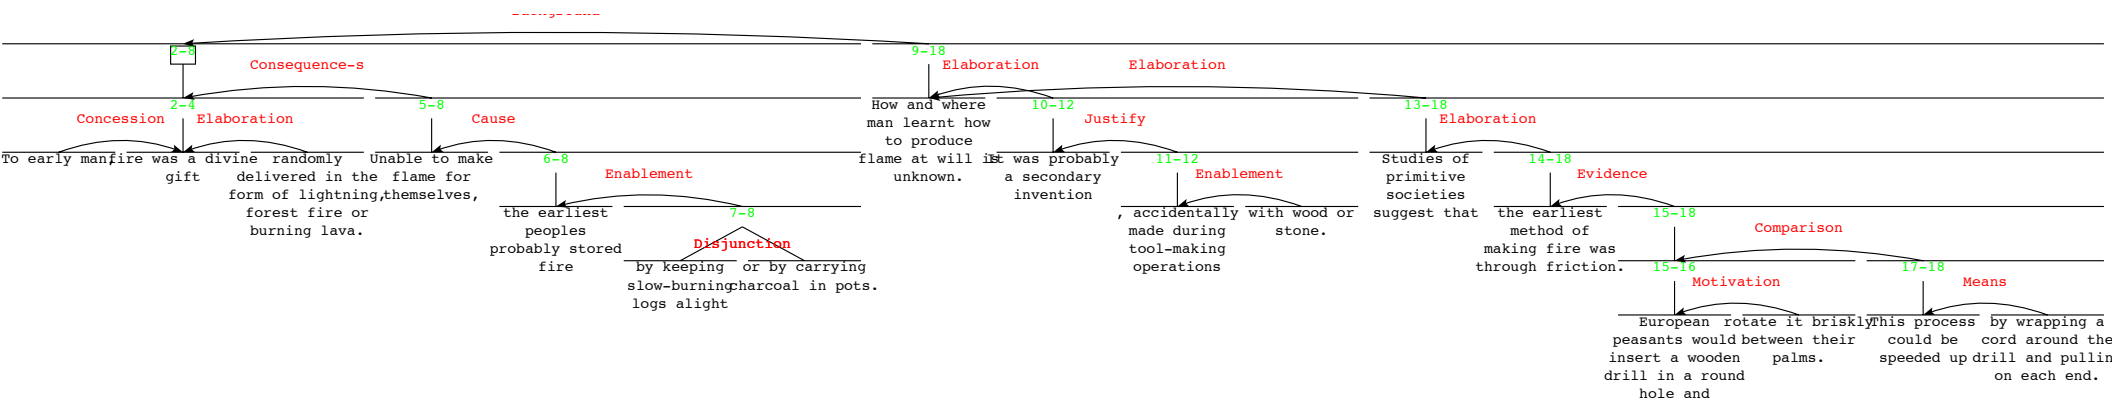 2-8
9-18
Consequence-s
Elaboration
Elaboration
2-4
5-8
How and where
man learnt how
to produce
flame at will is
unknown.
10-12
13-18
Concession
Elaboration
Cause
Justify
Elaboration
To early man,
fire was a divine
gift
randomly
delivered in the
form of lightning,
forest fire or
burning lava.
Unable to make
flame for
themselves,
6-8
It was probably
a secondary
invention
11-12
Studies of
primitive
societies
suggest that
14-18
Enablement
Enablement
Evidence
the earliest
peoples
probably stored
fire
7-8
, accidentally
made during
tool-making
operations
with wood or
stone.
the earliest
method of
making fire was
through friction.
15-18
Disjunction
Comparison
by keeping
slow-burning
logs alight
or by carrying
charcoal in pots.
15-16
17-18
Motivation
Means
European
peasants would
insert a wooden
drill in a round
hole and
rotate it briskly
between their
palms.
This process
could be
speeded up
by wrapping a
cord around the
drill and pullin
on each end.